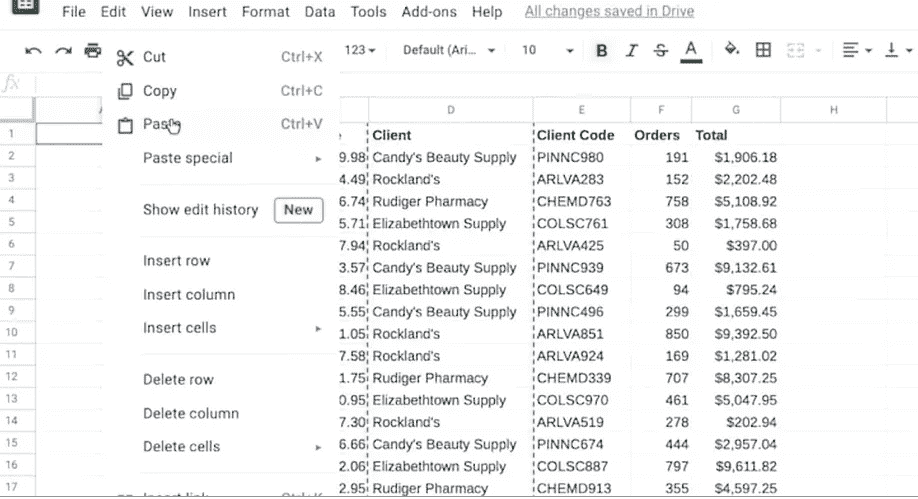 File Edit View Insert Format Data Tools Add-ons Help All changes saved in Drive
123 Default (Ari... 10 B I S A
fx
D E F G H
Cut Ctrl+X
Copy Ctrl+C
Paste Ctrl+V
Paste special
Show edit history New
Insert row
Insert column
Insert cells
Delete row
Delete column
Delete cells
1 Client Client Code Orders Total
2 9.98 Candy's Beauty Supply PINNC980 191 $1,906.18
3 4.49 Rockland's ARLVA283 152 $2,202.48
4 6.74 Rudiger Pharmacy CHEMD763 758 $5,108.92
5 5.71 Elizabethtown Supply COLSC761 308 $1,758.68
6 7.94 Rockland's ARLVA425 50 $397.00
7 3.57 Candy's Beauty Supply PINNC939 673 $9,132.61
8 8.46 Elizabethtown Supply COLSC649 94 $795.24
9 5.55 Candy's Beauty Supply PINNC496 299 $1,659.45
10 1.05 Rockland's ARLVA851 850 $9,392.50
11 7.58 Rockland's ARLVA924 169 $1,281.02
12 1.75 Rudiger Pharmacy CHEMD339 707 $8,307.25
13 0.95 Elizabethtown Supply COLSC970 461 $5,047.95
14 7.30 Rockland's ARLVA519 278 $202.94
15 6.66 Candy's Beauty Supply PINNC674 444 $2,957.04
16 2.06 Elizabethtown Supply COLSC887 797 $9,611.82
17 2.95 Rudiger Pharmacy CHEMD913 355 $4,597.25